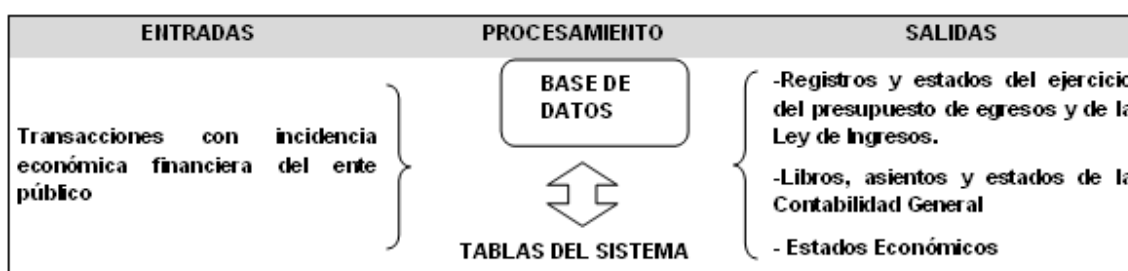 ENTRADAS PROCESAMIENTO SALIDAS
Transacciones con incidencia
económica financiera del ente
público
BASE DE
DATOS
TABLAS DEL SISTEMA
-Registros y estados del ejercicio
del presupuesto de egresos y de la
Ley de Ingresos.
-Libros, asientos y estados de la
Contabilidad General
- Estados Económicos